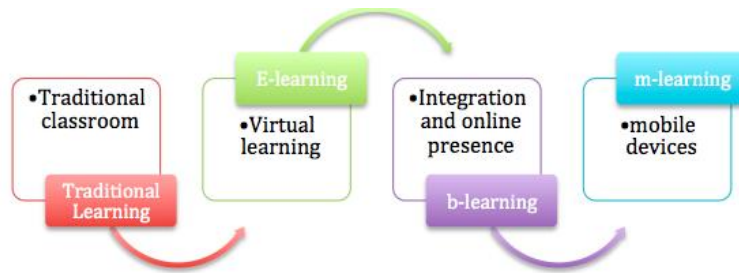 •Traditional
classroom
Traditional
Learning
E-learning
•Virtual
learning
•Integration
and online
presence
b-learning
m-learning
•mobile
devices